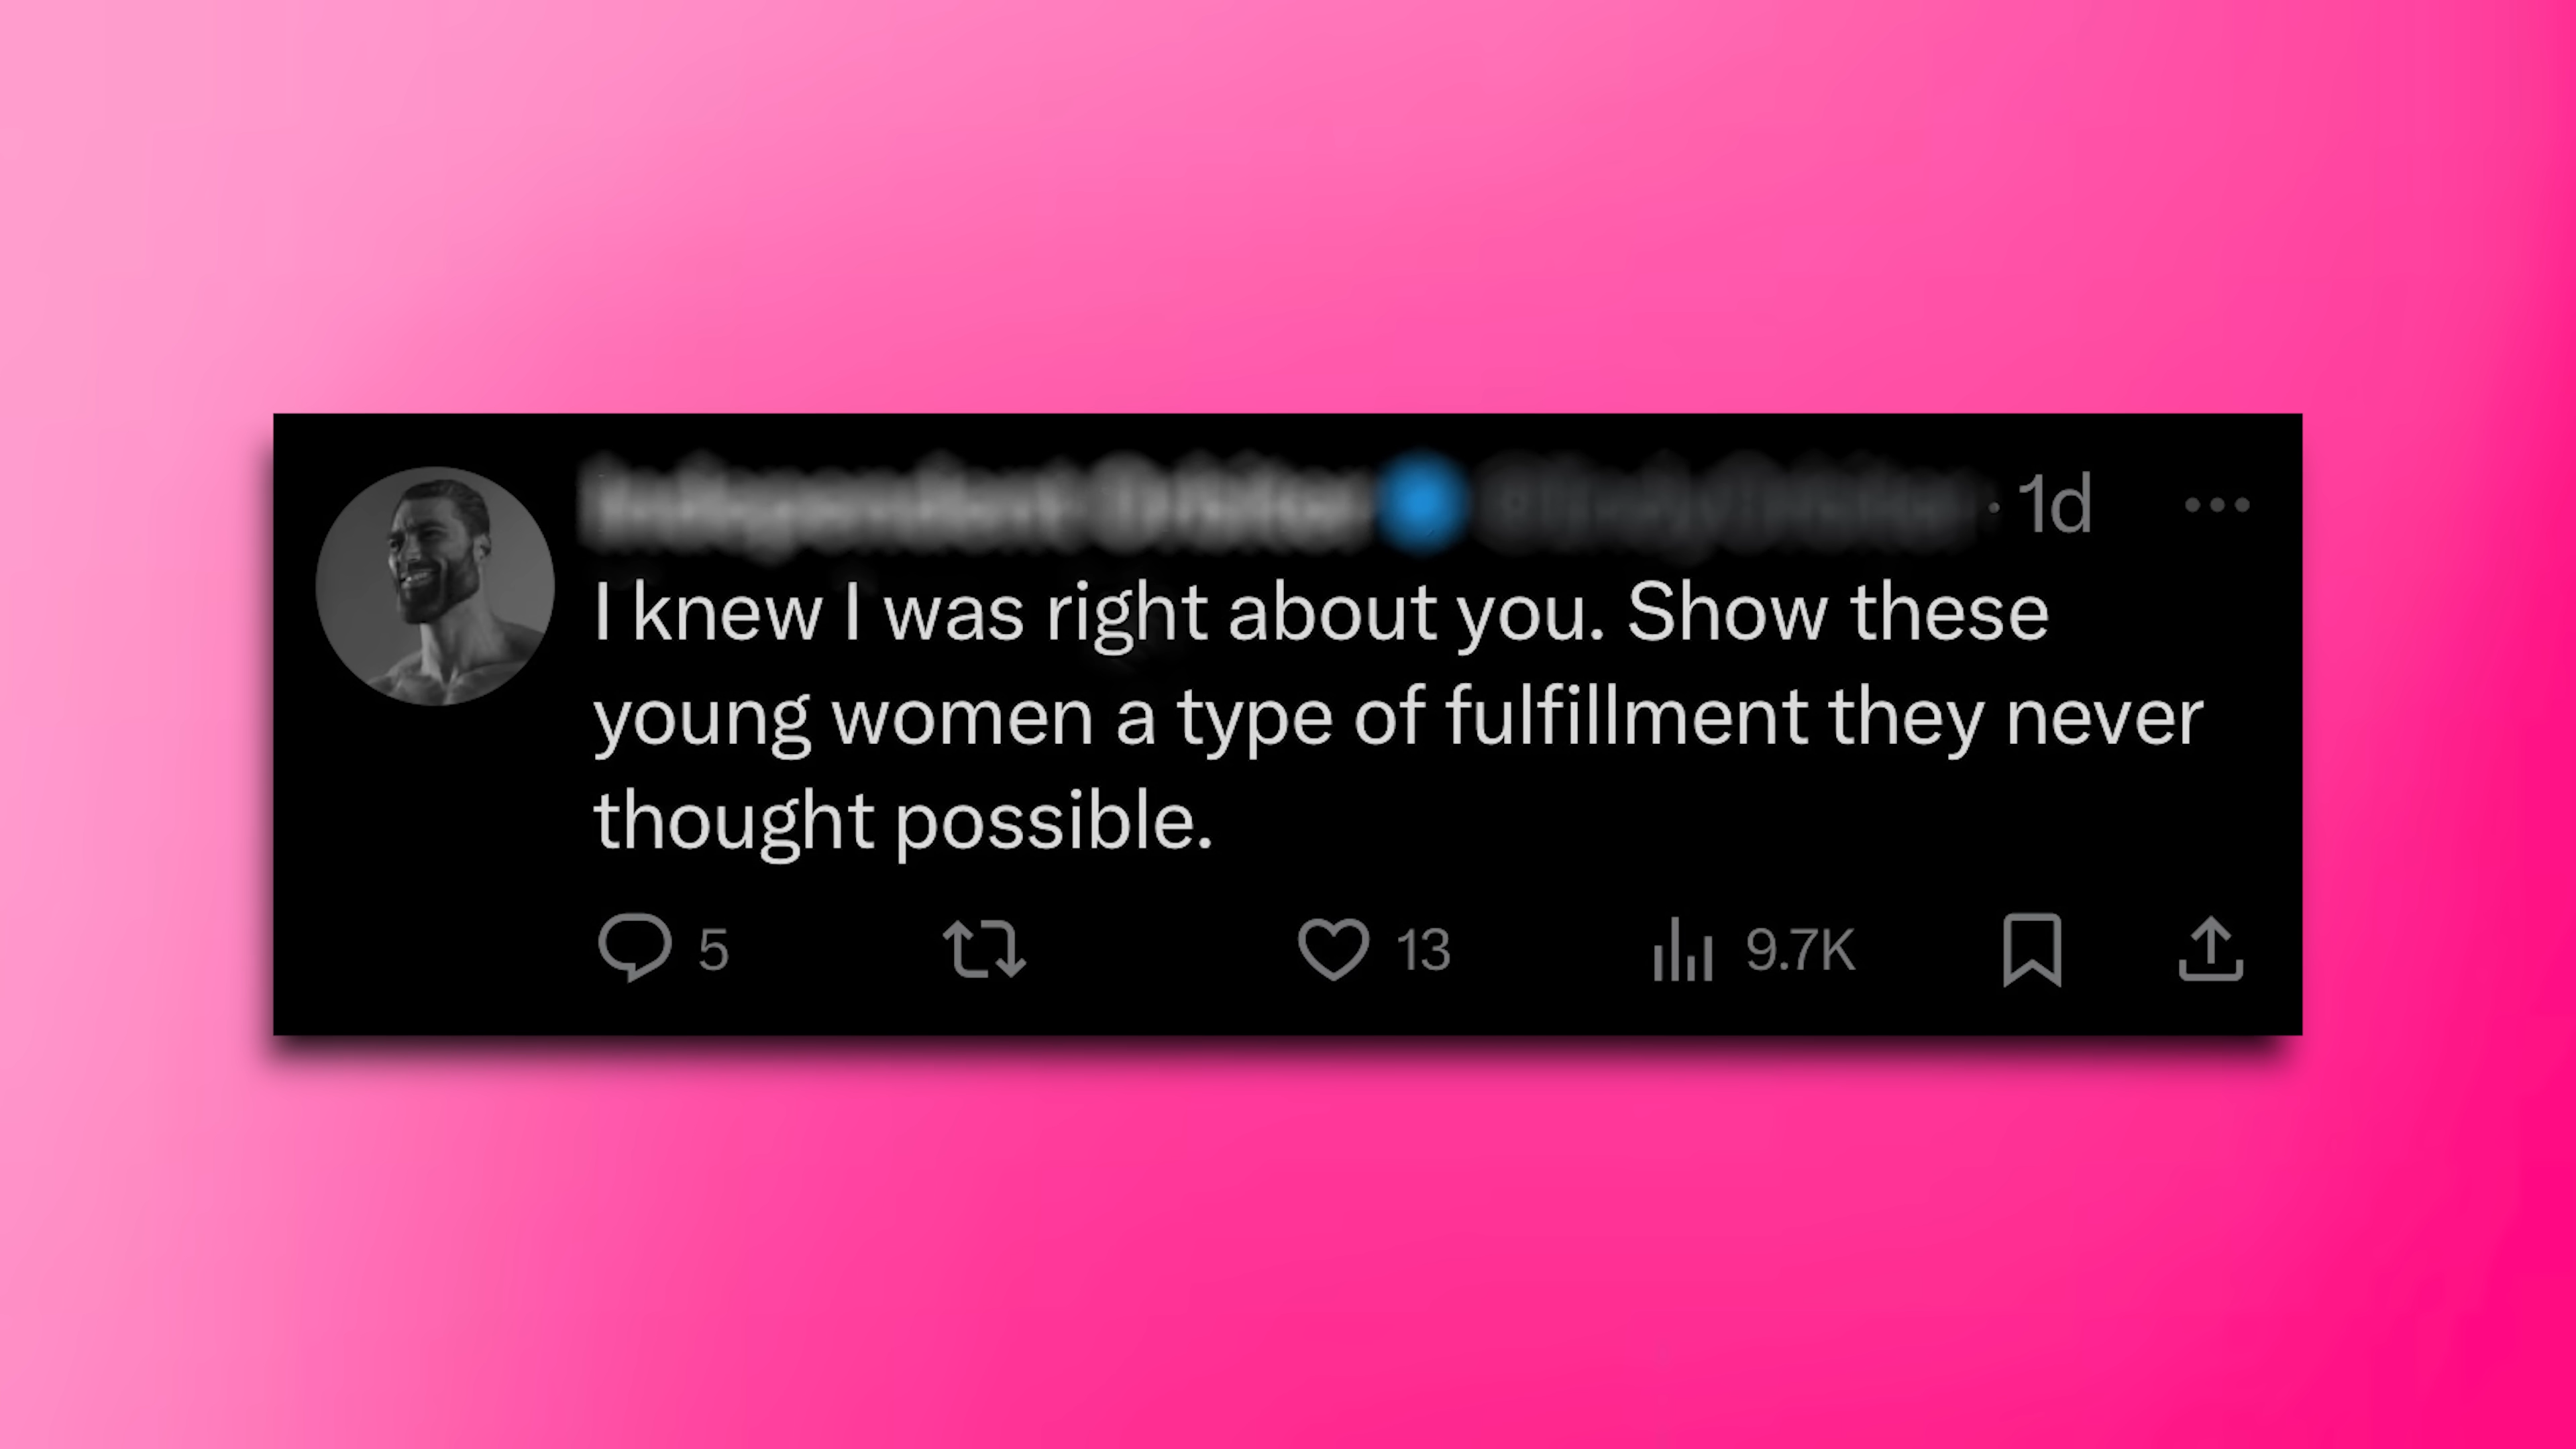 · 1d
I knew I was right about you. Show these
young women a type of fulfillment they never
thought possible.
5 13 9.7K